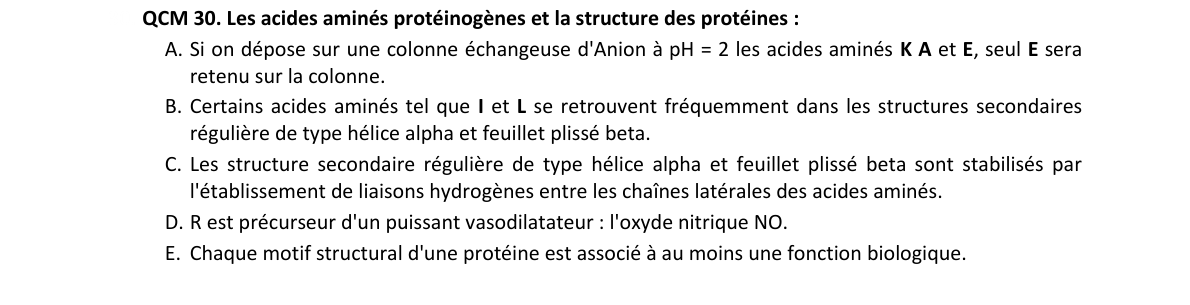 QCM 30. Les acides aminés protéinogènes et la structure des protéines :
A. Si on dépose sur une colonne échangeuse d'Anion à pH = 2 les acides aminés K A et E, seul E sera
retenu sur la colonne.
B. Certains acides aminés tel que I et L se retrouvent fréquemment dans les structures secondaires
régulière de type hélice alpha et feuillet plissé beta.
C. Les structure secondaire régulière de type hélice alpha et feuillet plissé beta sont stabilisés par
l'établissement de liaisons hydrogènes entre les chaînes latérales des acides aminés.
D. R est précurseur d'un puissant vasodilatateur : l'oxyde nitrique NO.
E. Chaque motif structural d'une protéine est associé à au moins une fonction biologique.